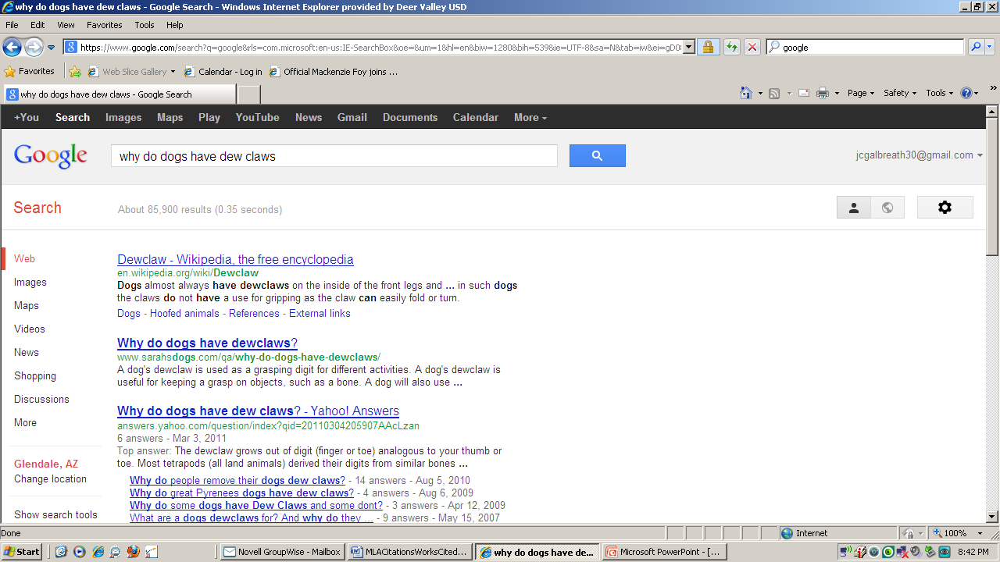 why do dogs have dew claws - Google Search - Windows Internet Explorer provided by Deer Valley USD
File Edit View Favorites Tools Help
https://www.google.com/search?q=google&rls=com.microsoft:en-us:IE-SearchBox&oe=&um=1&hl=en&biw=1280&bih=539&ie=UTF-8&sa=N&tab=iw&ei=gDO google
Favorites Web Slice Gallery Calendar - Log in Official Mackenzie Foy joins ...
why do dogs have dew claws - Google Search Page Safety Tools
+You Search Images Maps Play YouTube News Gmail Documents Calendar More
Google why do dogs have dew claws jcgalbreath30@gmail.com
Search About 85,900 results (0.35 seconds)
Web
Images
Maps
Videos
News
Shopping
Discussions
More
Glendale, AZ
Change location
Show search tools
Dewclaw - Wikipedia, the free encyclopedia
en.wikipedia.org/wiki/Dewclaw
Dogs almost always have dewclaws on the inside of the front legs and ... in such dogs
the claws do not have a use for gripping as the claw can easily fold or turn.
Dogs - Hoofed animals - References - External links
Why do dogs have dewclaws?
www.sarahsdogs.com/qa/why-do-dogs-have-dewclaws/
A dog's dewclaw is used as a grasping digit for different activities. A dog's dewclaw is
useful for keeping a grasp on objects, such as a bone. A dog will also use ...
Why do dogs have dew claws? - Yahoo! Answers
answers.yahoo.com/question/index?qid=20110304205907AAcLzan
6 answers - Mar 3, 2011
Top answer: The dewclaw grows out of digit (finger or toe) analogous to your thumb or
toe. Most tetrapods (all land animals) derived their digits from similar bones ...
Why do people remove their dogs dew claws? - 14 answers - Aug 5, 2010
Why do great Pyrenees dogs have dew claws? - 4 answers - Aug 6, 2009
Why do some dogs have Dew Claws and some dont? - 3 answers - Apr 12, 2009
What are a dogs dewclaws for? And why do they ... - 9 answers - May 15, 2007
Done Internet 100%
Start Novell GroupWise - Mailbox MLACitationsWorksCited... why do dogs have de... Microsoft PowerPoint - [... 8:42 PM